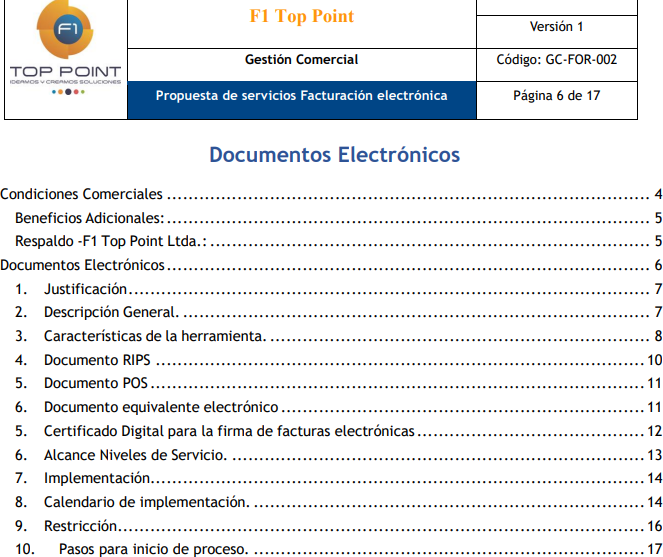 F1
TOP POINT
IDEAMOS Y CREAMOS SOLUCIONES
F1 Top Point
Versión 1
Gestión Comercial
Código: GC-FOR-002
Propuesta de servicios Facturación electrónica
Página 6 de 17
Documentos Electrónicos
Condiciones Comerciales ........ 4
Beneficios Adicionales: ........ 5
Respaldo -F1 Top Point Ltda.: ........ 5
Documentos Electrónicos ........ 6
1. Justificación ........ 7
2. Descripción General. ........ 7
3. Características de la herramienta. ........ 8
4. Documento RIPS ........ 10
5. Documento POS ........ 11
6. Documento equivalente electrónico ........ 11
5. Certificado Digital para la firma de facturas electrónicas ........ 12
6. Alcance Niveles de Servicio. ........ 13
7. Implementación ........ 14
8. Calendario de implementación. ........ 14
9. Restricción ........ 16
10. Pasos para inicio de proceso. ........ 17